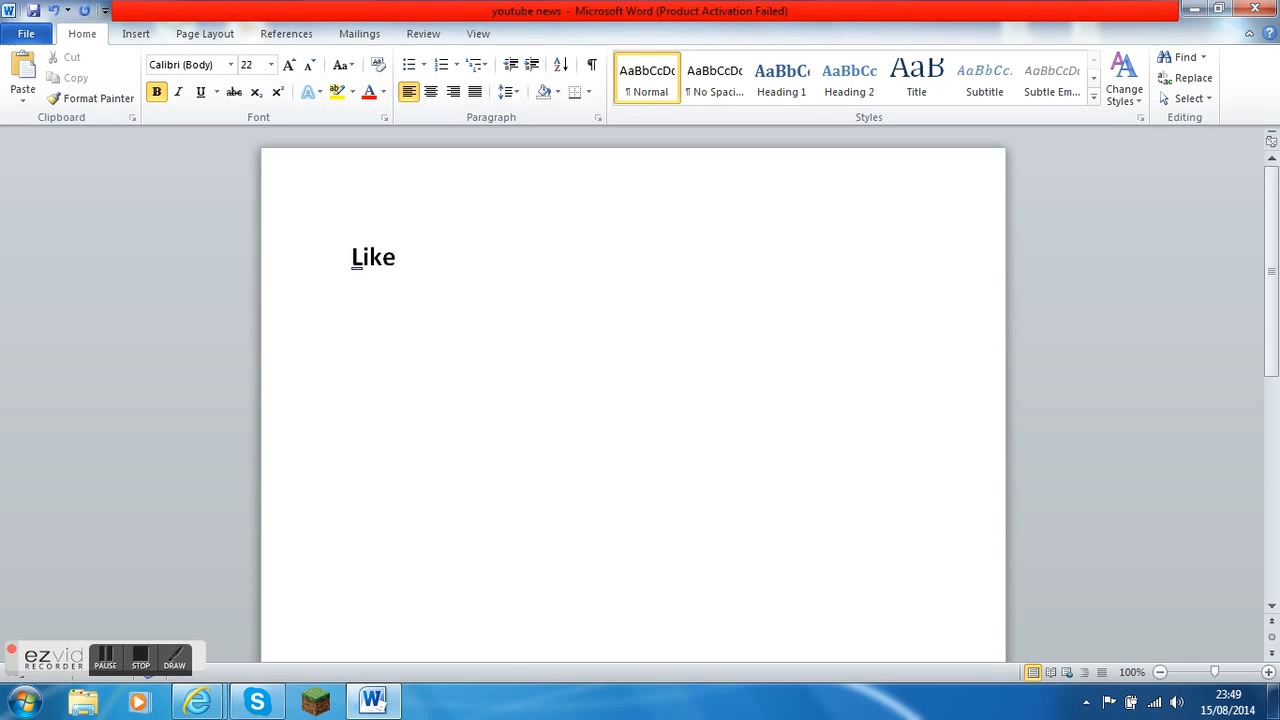 youtube news - Microsoft Word (Product Activation Failed)
File Home Insert Page Layout References Mailings Review View
Paste Cut Copy Format Painter
Calibri (Body) 22
AaBbCcDc AaBbCcDc AaBbC AaBbCc AaB AaBbCc. AaBbCcDc
¶ Normal ¶ No Spaci... Heading 1 Heading 2 Title Subtitle Subtle Em...
Change Styles
Find Replace Select
Clipboard Font Paragraph Styles Editing
Like
ezvid RECORDER PAUSE STOP DRAW
100%
23:49
15/08/2014